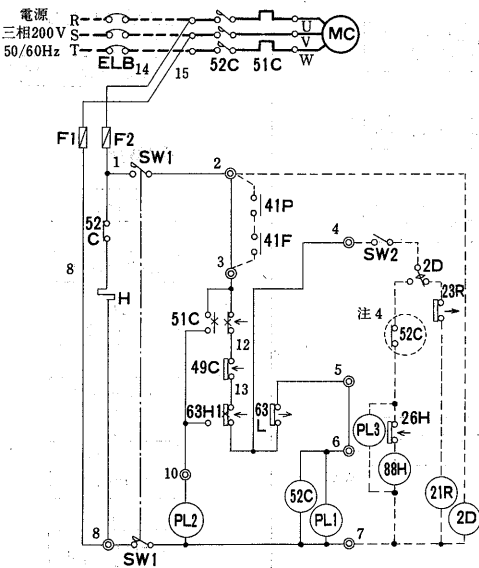 電源
三相200V
50/60Hz
R
S
T
ELB
14
15
52C
51C
U
V
W
MC
F1
F2
1
SW1
2
52
C
41P
41F
4
SW2
2D
3
8
H
23R
注4
51C
12
52C
49C
13
5
63H1
63
L
26H
PL3
6
10
88H
52C
PL2
PL1
21R
2D
8
7
SW1